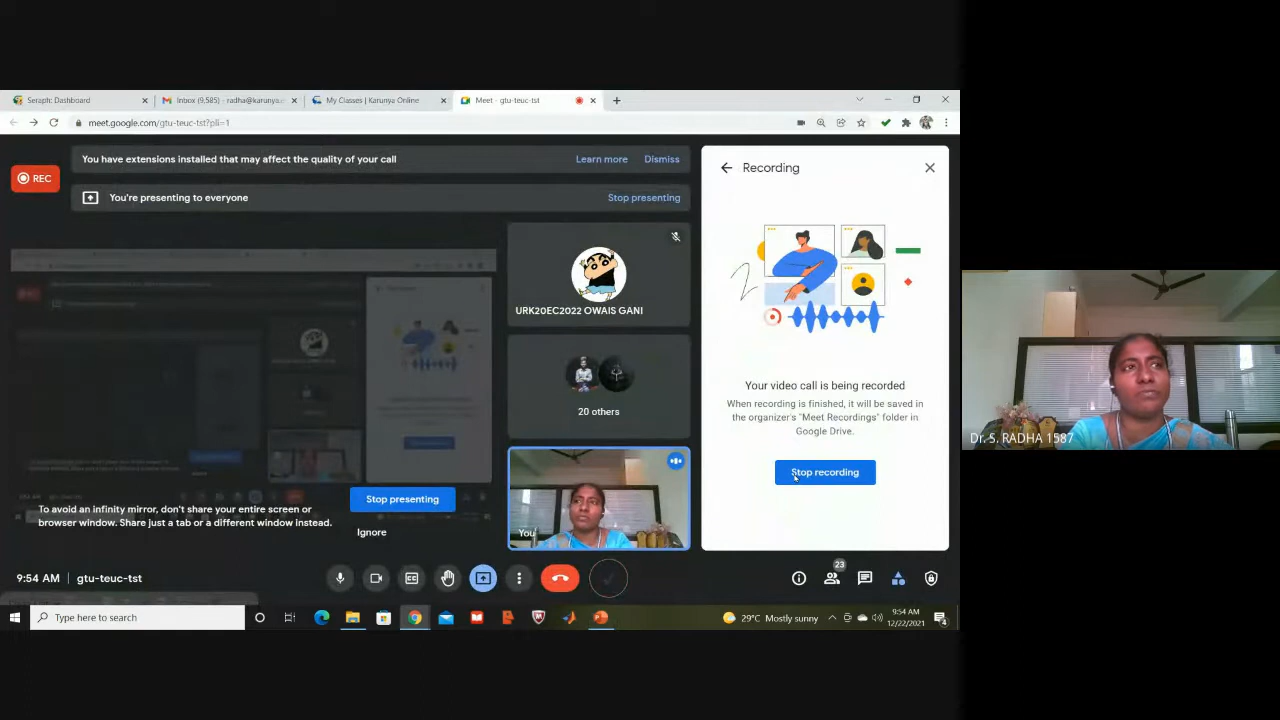 Seraph: Dashboard
Inbox (9,585) - radha@karunya.e
My Classes | Karunya Online
Meet - gtu-teuc-tst
meet.google.com/gtu-teuc-tst?pli=1
REC
You have extensions installed that may affect the quality of your call
Learn more
Dismiss
You're presenting to everyone
Stop presenting
URK20EC2022 OWAIS GANI
20 others
You
To avoid an infinity mirror, don't share your entire screen or
browser window. Share just a tab or a different window instead.
Stop presenting
Ignore
Recording
Your video call is being recorded
When recording is finished, it will be saved in
the organizer's "Meet Recordings" folder in
Google Drive.
Stop recording
Dr. S. RADHA 1587
9:54 AM | gtu-teuc-tst
23
Type here to search
29°C Mostly sunny
9:54 AM
12/22/2021
4